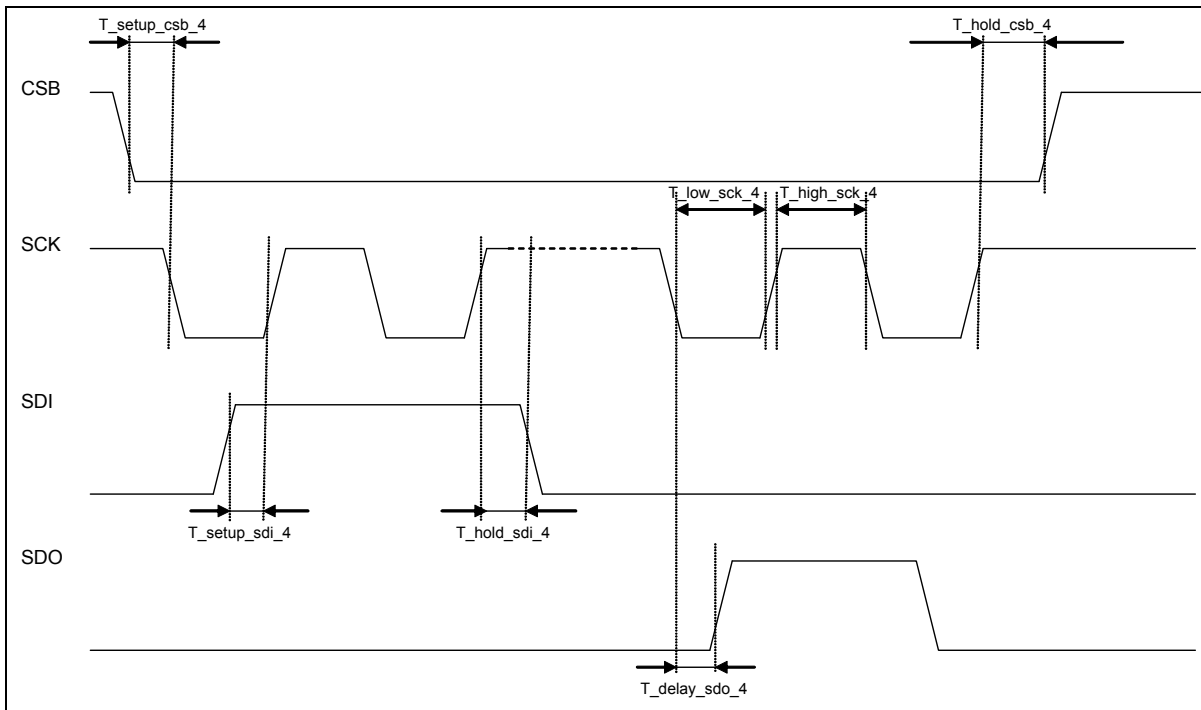 T_setup_csb_4
T_hold_csb_4
CSB
T_low_sck_4
T_high_sck_4
SCK
SDI
T_setup_sdi_4
T_hold_sdi_4
SDO
T_delay_sdo_4